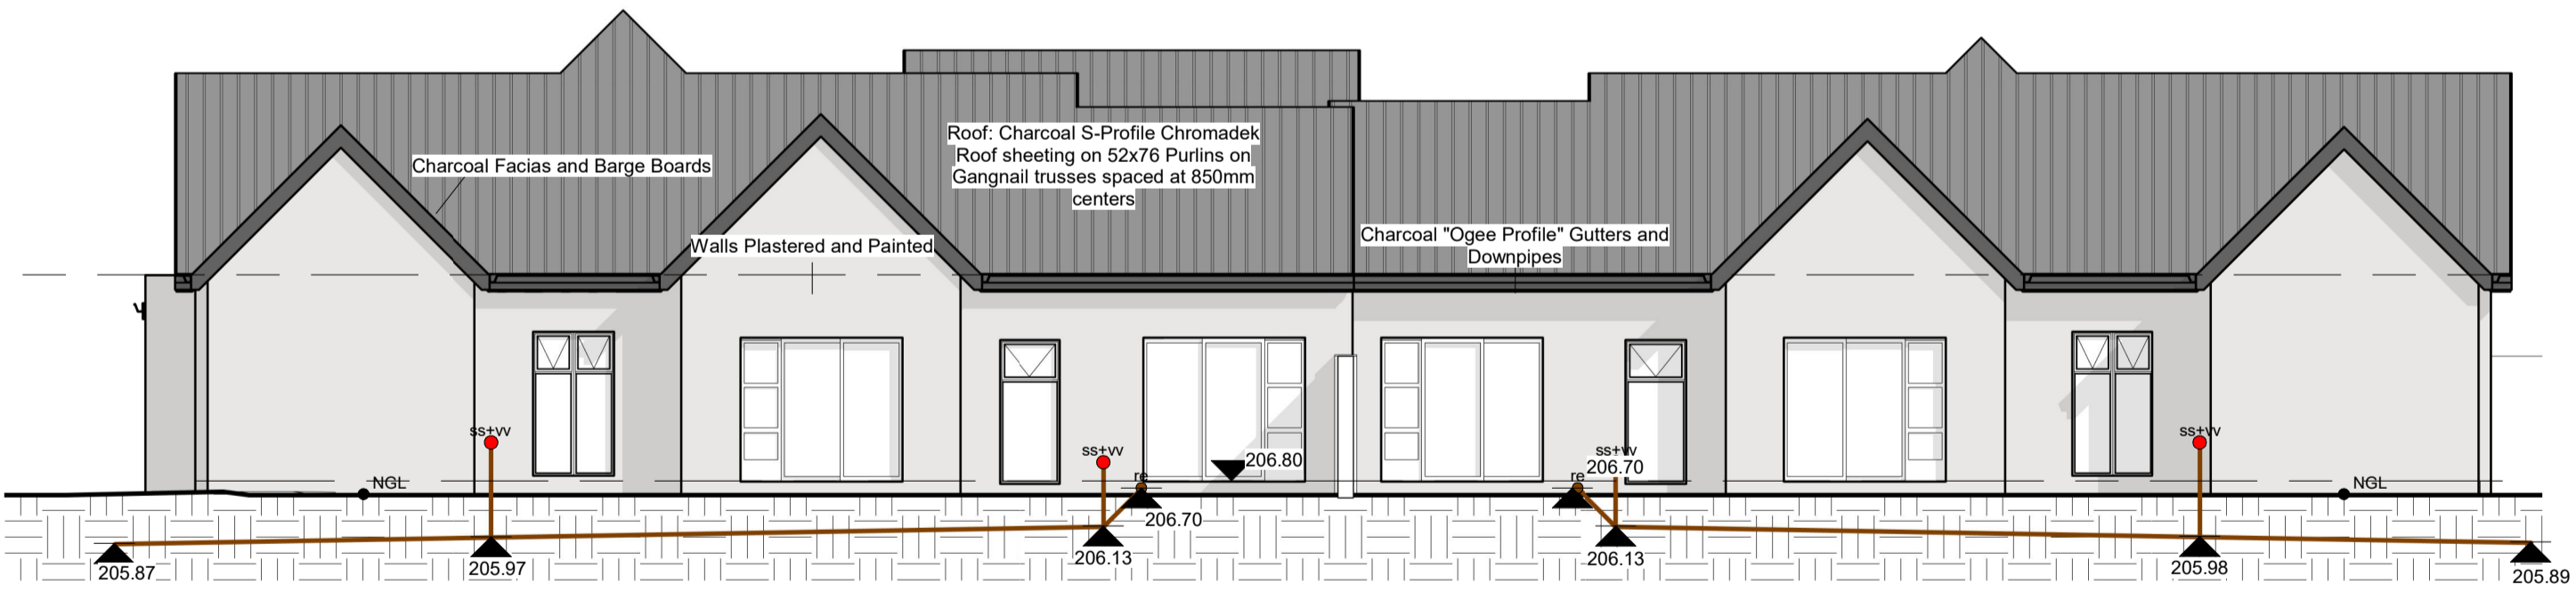 Roof: Charcoal S-Profile Chromadek
Roof sheeting on 52x76 Purlins on
Gangnail trusses spaced at 850mm
centers
Charcoal Facias and Barge Boards
Walls Plastered and Painted
Charcoal "Ogee Profile" Gutters and
Downpipes
ss+vv
ss+vv
re
206.80
ss+vv
206.70
re
ss+vv
NGL
NGL
206.70
205.87
205.97
206.13
206.13
205.98
205.89